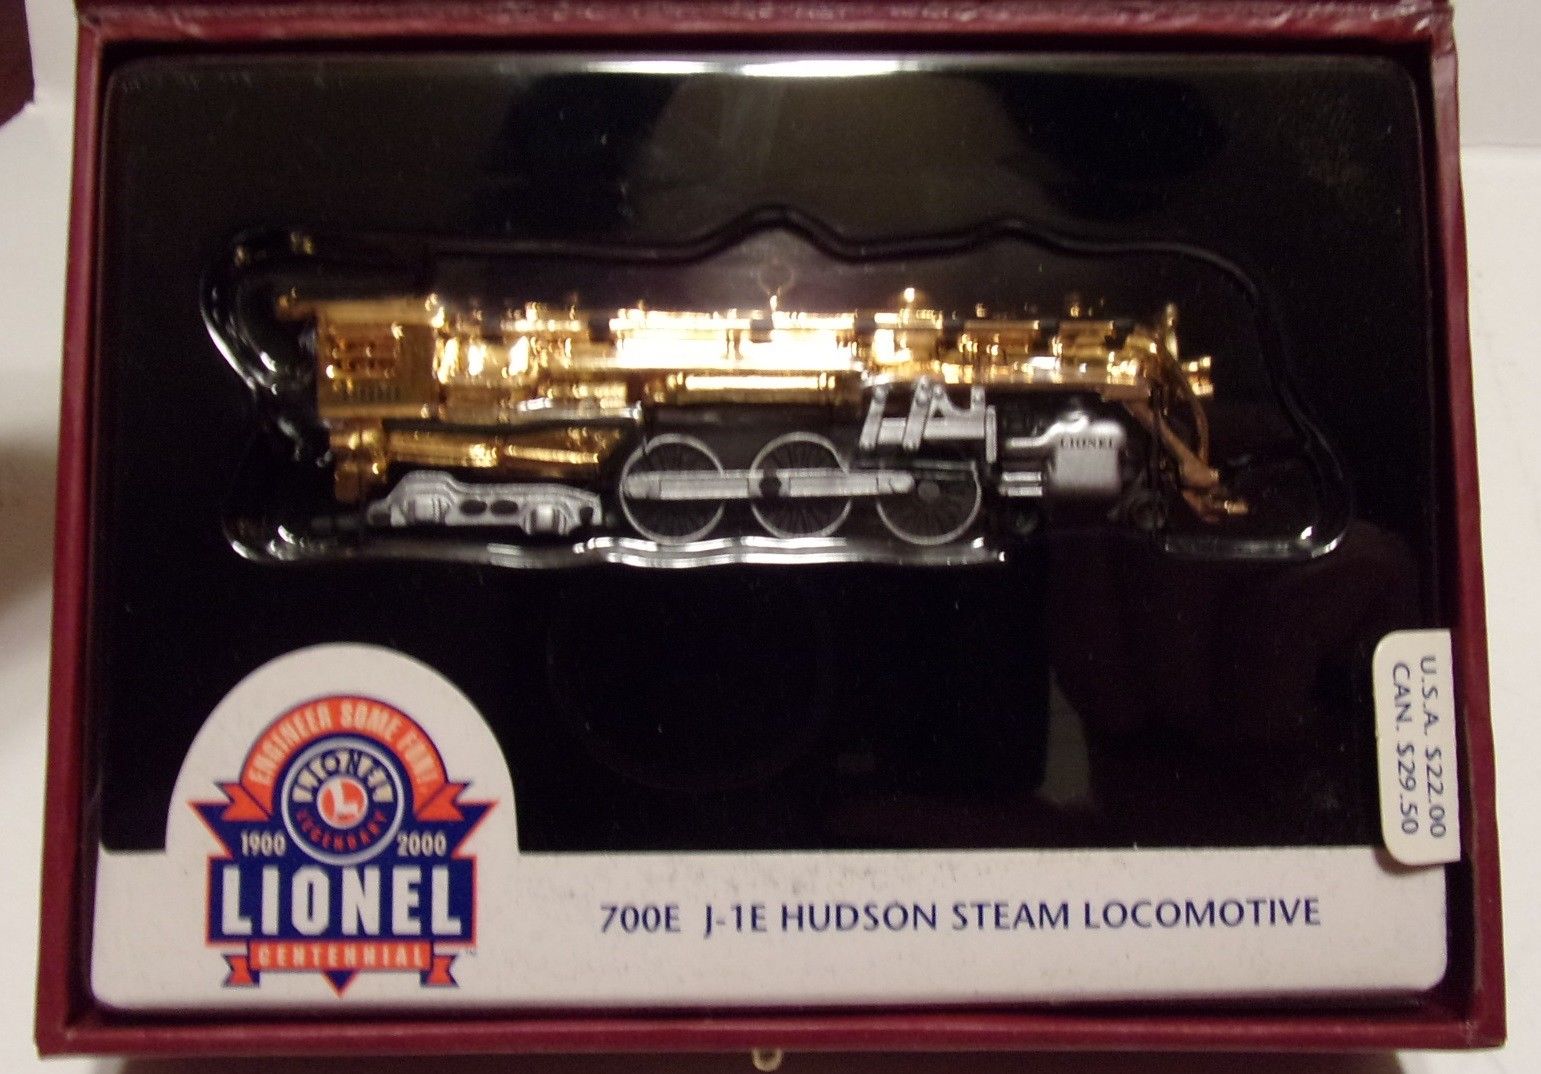 LIONEL
U.S.A. $22.00
CAN. $29.50
ENGINEER SOME FUN!
LIONEL
L
LEGENDARY
1900 2000
LIONEL
CENTENNIAL
700E J-1E HUDSON STEAM LOCOMOTIVE